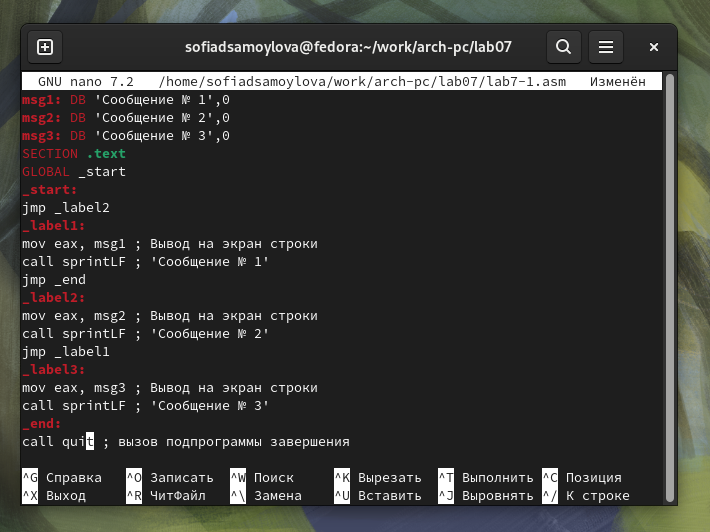 sofiadsamoylova@fedora:~/work/arch-pc/lab07
GNU nano 7.2 /home/sofiadsamoylova/work/arch-pc/lab07/lab7-1.asm Изменён
msg1: DB 'Сообщение № 1',0
msg2: DB 'Сообщение № 2',0
msg3: DB 'Сообщение № 3',0
SECTION .text
GLOBAL _start
_start:
jmp _label2
_label1:
mov eax, msg1 ; Вывод на экран строки
call sprintLF ; 'Сообщение № 1'
jmp _end
_label2:
mov eax, msg2 ; Вывод на экран строки
call sprintLF ; 'Сообщение № 2'
jmp _label1
_label3:
mov eax, msg3 ; Вывод на экран строки
call sprintLF ; 'Сообщение № 3'
_end:
call quit ; вызов подпрограммы завершения
^G Справка ^O Записать ^W Поиск ^K Вырезать ^T Выполнить ^C Позиция
^X Выход ^R ЧитФайл ^\ Замена ^U Вставить ^J Выровнять ^/ К строке